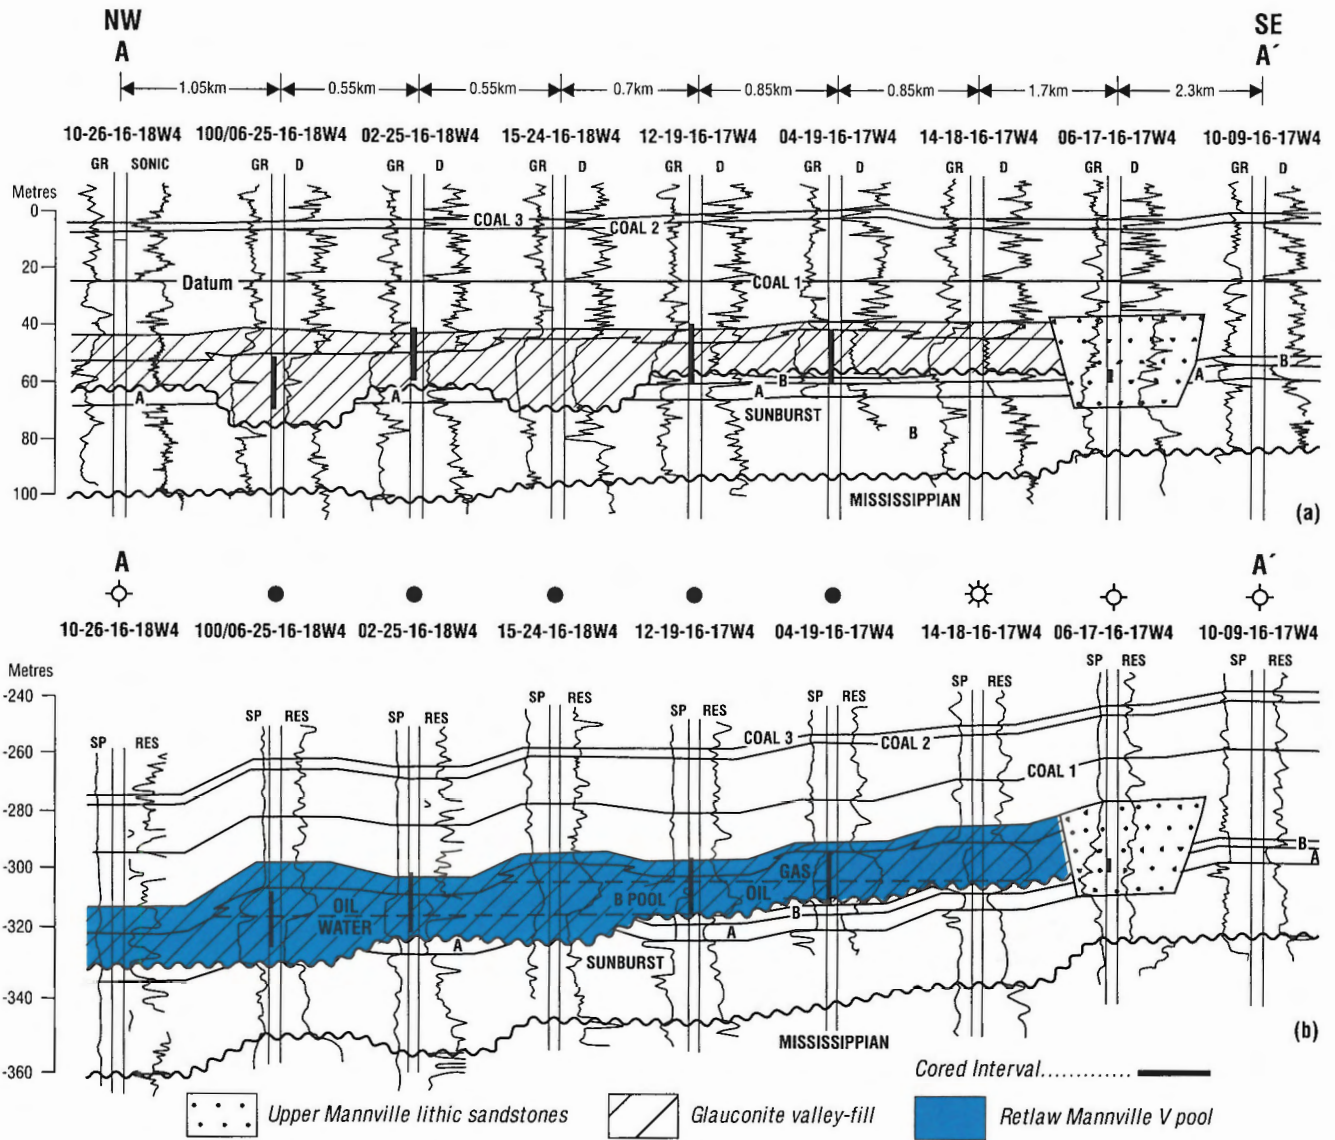 NW
A
SE
A´
1.05km 0.55km 0.55km 0.7km 0.85km 0.85km 1.7km 2.3km
10-26-16-18W4 100/06-25-16-18W4 02-25-16-18W4 15-24-16-18W4 12-19-16-17W4 04-19-16-17W4 14-18-16-17W4 06-17-16-17W4 10-09-16-17W4
GR SONIC GR D GR D GR D GR D GR D GR D GR D GR D
Metres
0
COAL 3
COAL 2
20
Datum
COAL 1
40
60
B
B
A
A
A
A
SUNBURST
80
B
100
MISSISSIPPIAN
(a)
A
A´
10-26-16-18W4 100/06-25-16-18W4 02-25-16-18W4 15-24-16-18W4 12-19-16-17W4 04-19-16-17W4 14-18-16-17W4 06-17-16-17W4 10-09-16-17W4
Metres
SP RES SP RES SP RES SP RES SP RES SP RES SP RES SP RES SP RES
-240
COAL 3
COAL 2
-260
COAL 1
-280
-300
GAS
B
A
B POOL
OIL
OIL
WATER
B
-320
A
A
SUNBURST
-340
MISSISSIPPIAN
(b)
-360
Cored Interval.............
Upper Mannville lithic sandstones
Glauconite valley-fill
Retlaw Mannville V pool